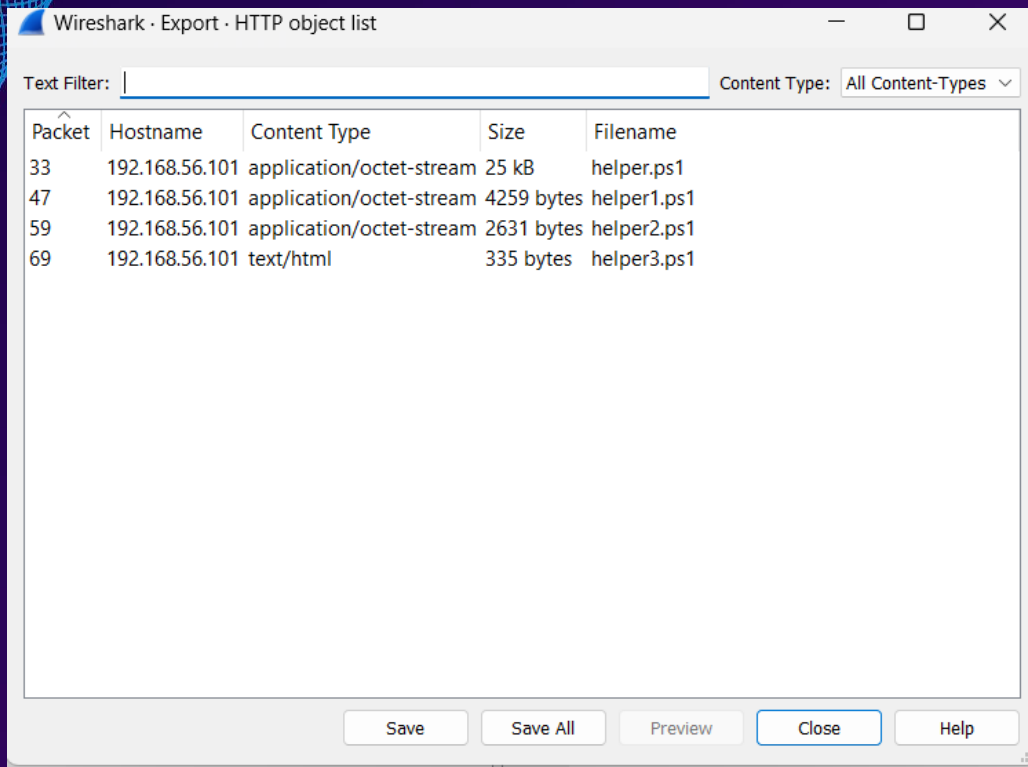 Wireshark · Export · HTTP object list
Text Filter: Content Type: All Content-Types
Packet Hostname Content Type Size Filename
33 192.168.56.101 application/octet-stream 25 kB helper.ps1
47 192.168.56.101 application/octet-stream 4259 bytes helper1.ps1
59 192.168.56.101 application/octet-stream 2631 bytes helper2.ps1
69 192.168.56.101 text/html 335 bytes helper3.ps1
Save Save All Preview Close Help